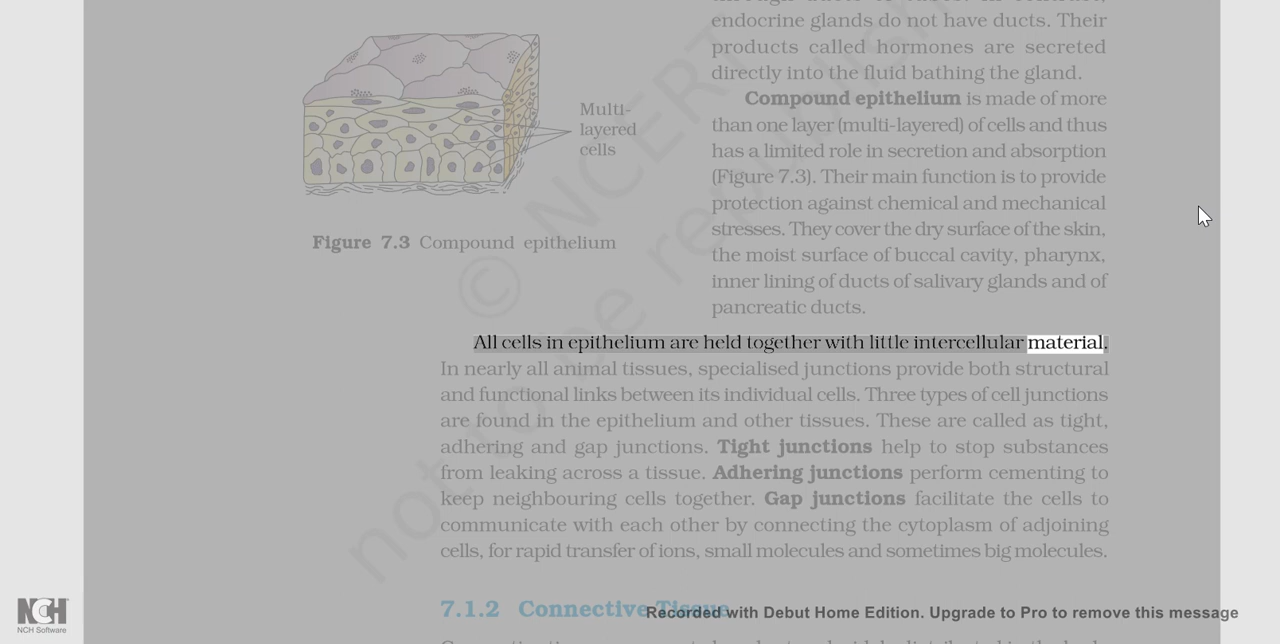 endocrine glands do not have ducts. Their
products called hormones are secreted
directly into the fluid bathing the gland.
Compound epithelium is made of more
than one layer (multi-layered) of cells and thus
has a limited role in secretion and absorption
(Figure 7.3). Their main function is to provide
protection against chemical and mechanical
stresses. They cover the dry surface of the skin,
the moist surface of buccal cavity, pharynx,
inner lining of ducts of salivary glands and of
pancreatic ducts.
Multi-
layered
cells
Figure 7.3 Compound epithelium
All cells in epithelium are held together with little intercellular material.
In nearly all animal tissues, specialised junctions provide both structural
and functional links between its individual cells. Three types of cell junctions
are found in the epithelium and other tissues. These are called as tight,
adhering and gap junctions. Tight junctions help to stop substances
from leaking across a tissue. Adhering junctions perform cementing to
keep neighbouring cells together. Gap junctions facilitate the cells to
communicate with each other by connecting the cytoplasm of adjoining
cells, for rapid transfer of ions, small molecules and sometimes big molecules.
7.1.2 Connective Tissue
© NCERT
not to be republished
NCH
NCH Software
Recorded with Debut Home Edition. Upgrade to Pro to remove this message